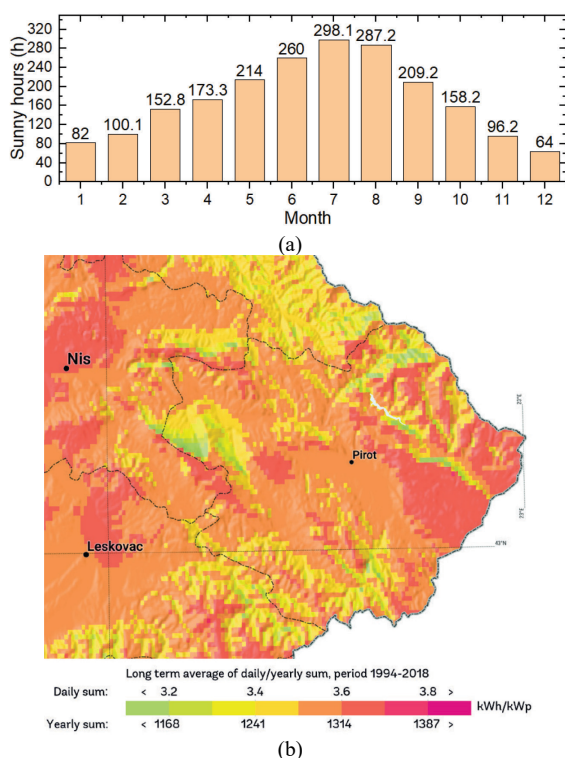 Sunny hours (h)
320
280
240
200
160
120
80
40
0
82
100.1
152.8
173.3
214
260
298.1
287.2
209.2
158.2
96.2
64
1 2 3 4 5 6 7 8 9 10 11 12
Month
(a)
Nis
22°E
Pirot
Leskovac
43°N
Long term average of daily/yearly sum, period 1994-2018
Daily sum: < 3.2 3.4 3.6 3.8 >
kWh/kWp
Yearly sum: < 1168 1241 1314 1387 >
(b)